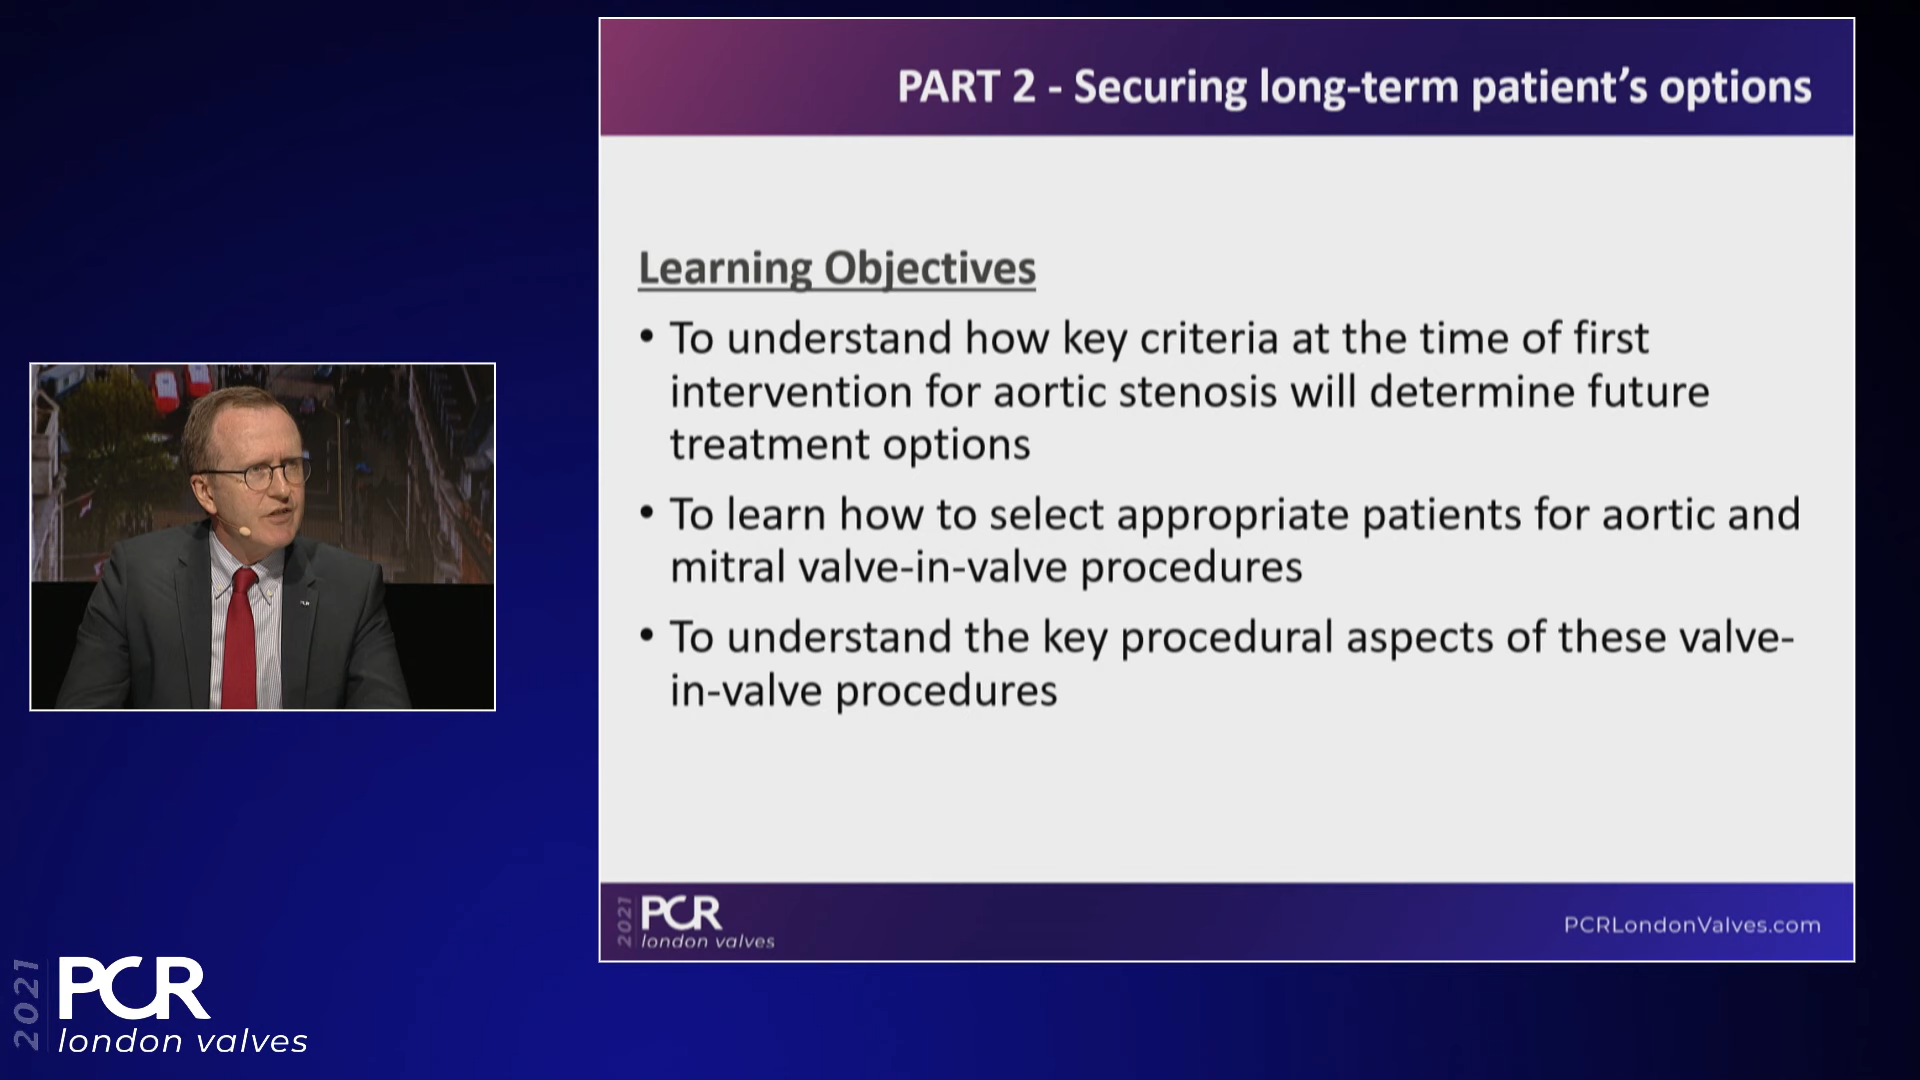 PART 2 - Securing long-term patient’s options
Learning Objectives
• To understand how key criteria at the time of first
intervention for aortic stenosis will determine future
treatment options
• To learn how to select appropriate patients for aortic and
mitral valve-in-valve procedures
• To understand the key procedural aspects of these valve-
in-valve procedures
2021
PCR
london valves
PCRLondonValves.com
2021
PCR
london valves